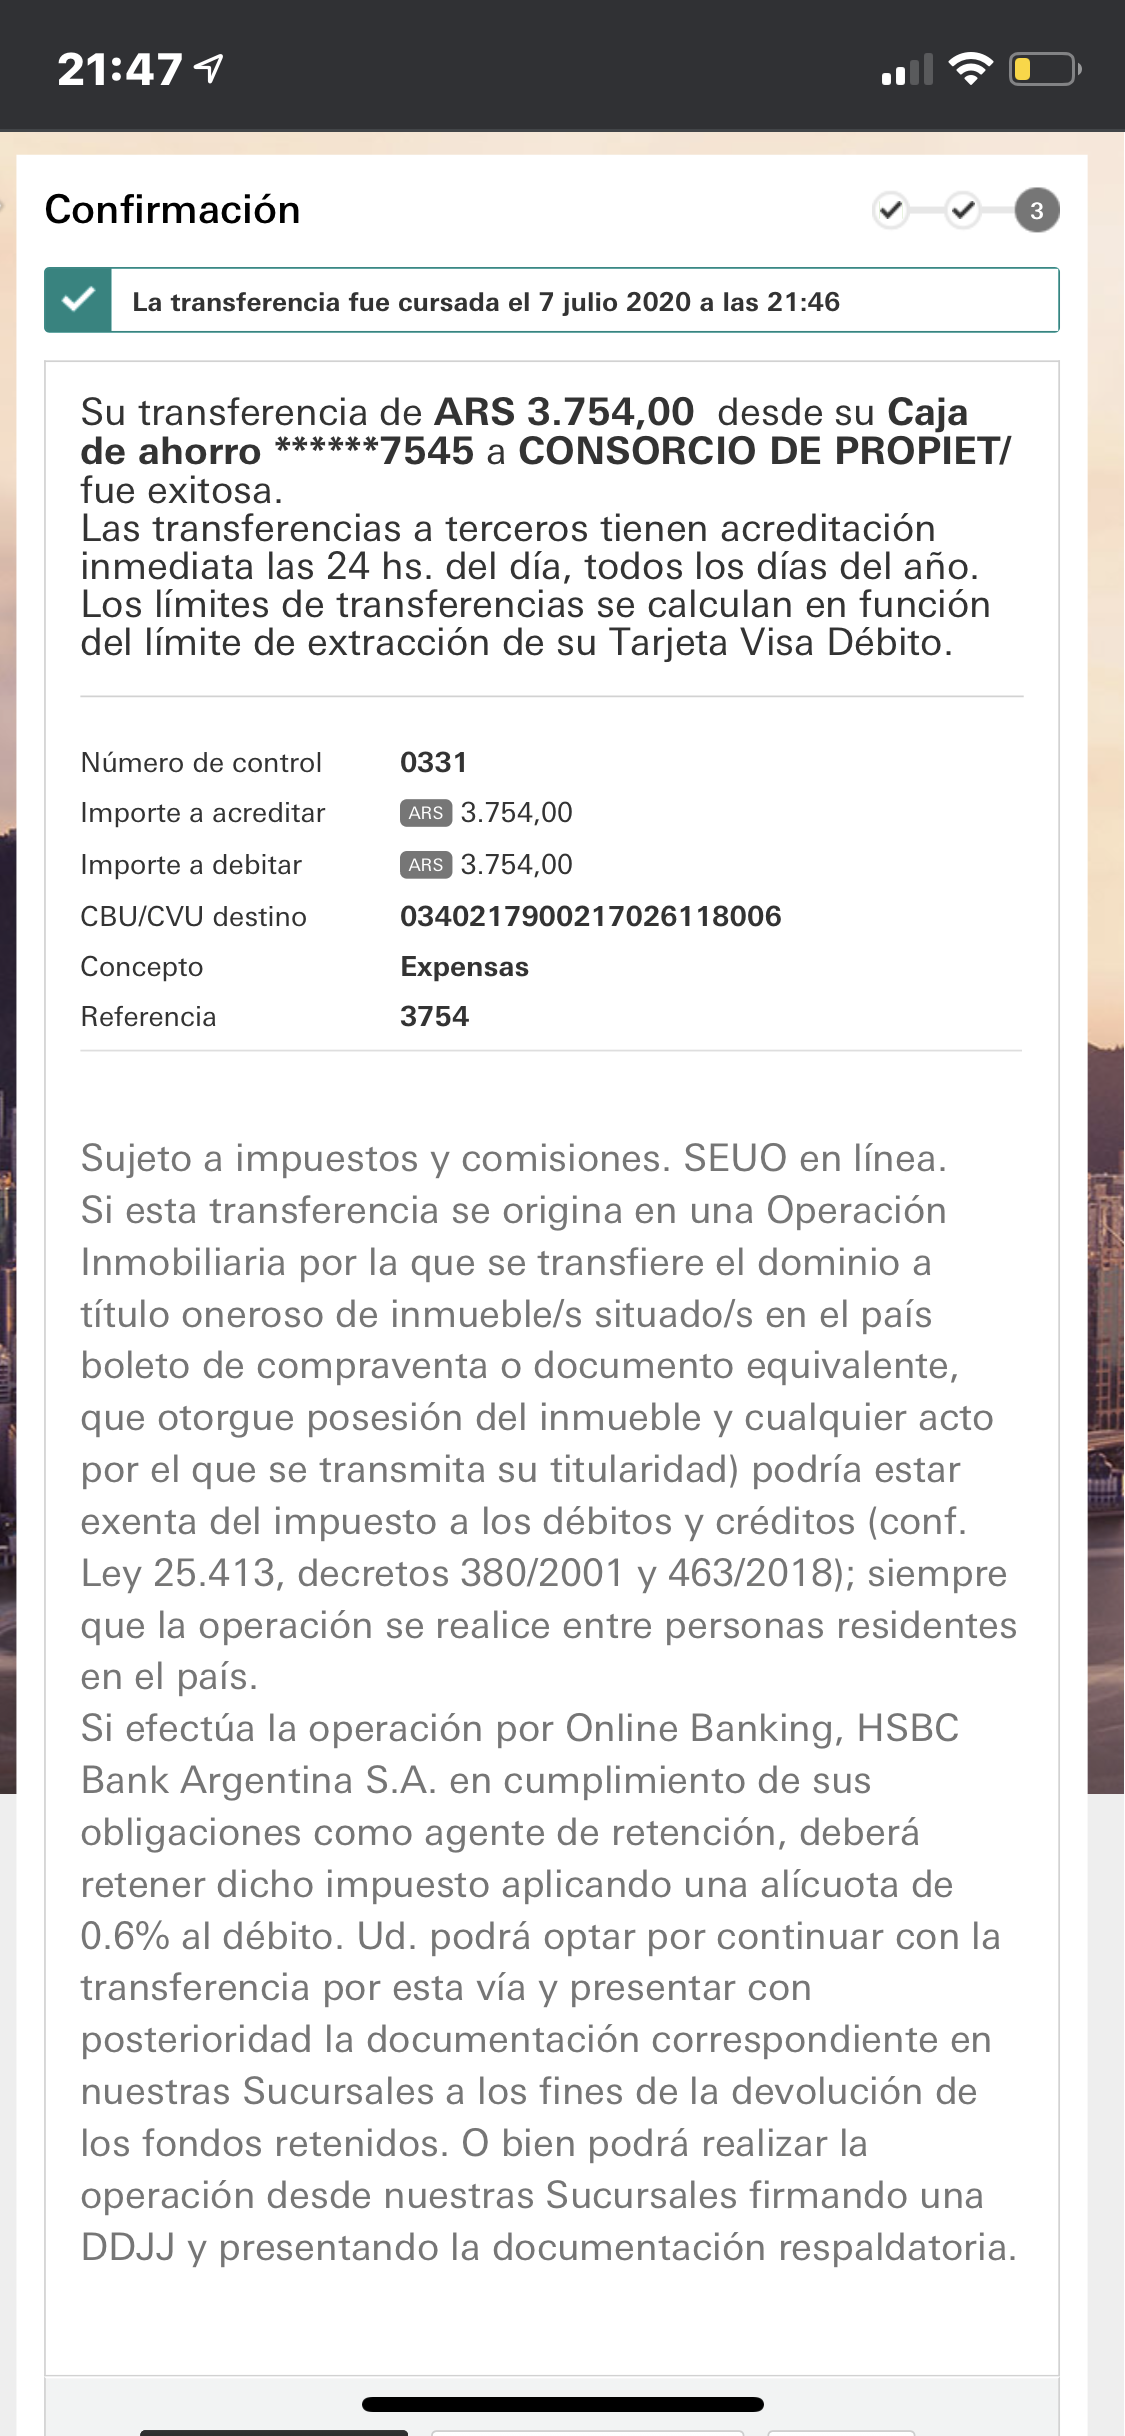 21:47
Confirmación
3
La transferencia fue cursada el 7 julio 2020 a las 21:46
Su transferencia de ARS 3.754,00 desde su Caja
de ahorro ******7545 a CONSORCIO DE PROPIET/
fue exitosa.
Las transferencias a terceros tienen acreditación
inmediata las 24 hs. del día, todos los días del año.
Los límites de transferencias se calculan en función
del límite de extracción de su Tarjeta Visa Débito.
Número de control 0331
Importe a acreditar ARS 3.754,00
Importe a debitar ARS 3.754,00
CBU/CVU destino 0340217900217026118006
Concepto Expensas
Referencia 3754
Sujeto a impuestos y comisiones. SEUO en línea.
Si esta transferencia se origina en una Operación
Inmobiliaria por la que se transfiere el dominio a
título oneroso de inmueble/s situado/s en el país
boleto de compraventa o documento equivalente,
que otorgue posesión del inmueble y cualquier acto
por el que se transmita su titularidad) podría estar
exenta del impuesto a los débitos y créditos (conf.
Ley 25.413, decretos 380/2001 y 463/2018); siempre
que la operación se realice entre personas residentes
en el país.
Si efectúa la operación por Online Banking, HSBC
Bank Argentina S.A. en cumplimiento de sus
obligaciones como agente de retención, deberá
retener dicho impuesto aplicando una alícuota de
0.6% al débito. Ud. podrá optar por continuar con la
transferencia por esta vía y presentar con
posterioridad la documentación correspondiente en
nuestras Sucursales a los fines de la devolución de
los fondos retenidos. O bien podrá realizar la
operación desde nuestras Sucursales firmando una
DDJJ y presentando la documentación respaldatoria.